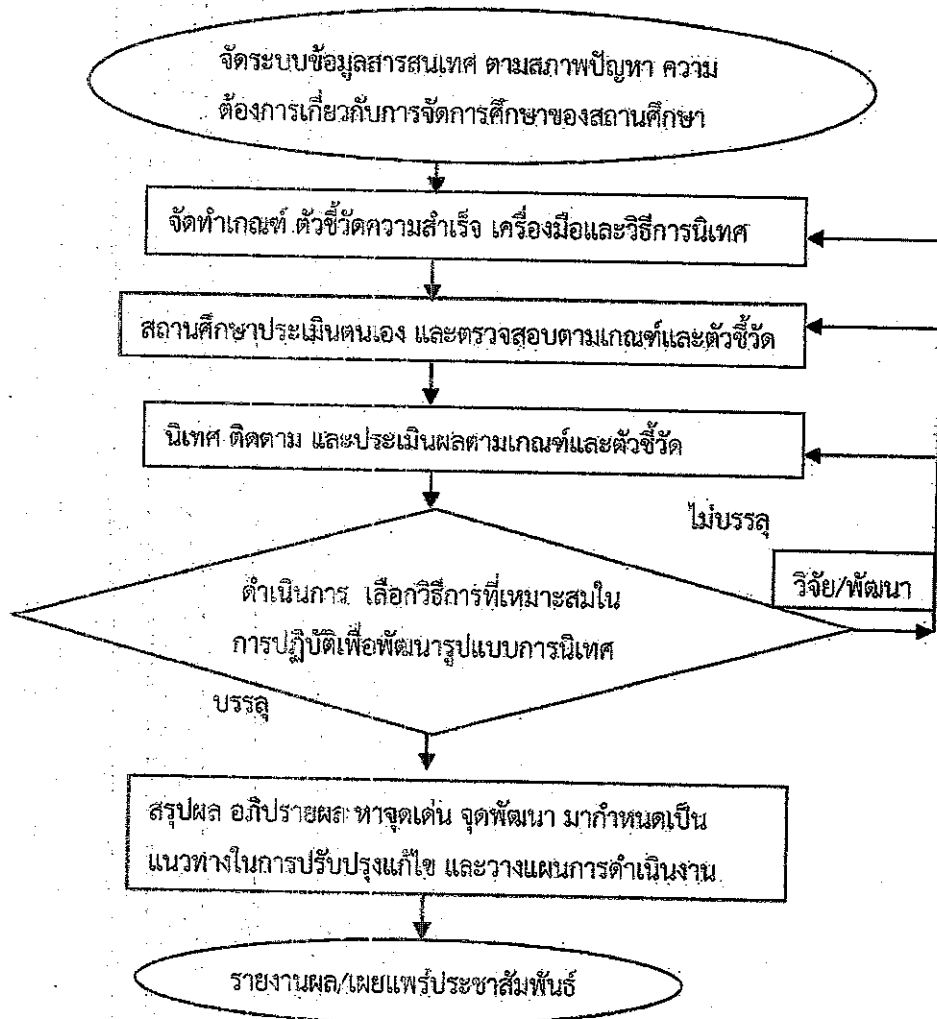 จัดระบบข้อมูลสารสนเทศ ตามสภาพปัญหา ความ
ต้องการเกี่ยวกับการจัดการศึกษาของสถานศึกษา
จัดทำเกณฑ์ ตัวชี้วัดความสำเร็จ เครื่องมือและวิธีการนิเทศ
สถานศึกษาประเมินตนเอง และตรวจสอบตามเกณฑ์และตัวชี้วัด
นิเทศ ติดตาม และประเมินผลตามเกณฑ์และตัวชี้วัด
ไม่บรรลุ
วิจัย/พัฒนา
ดำเนินการ เลือกวิธีการที่เหมาะสมใน
การปฏิบัติเพื่อพัฒนารูปแบบการนิเทศ
บรรลุ
สรุปผล อภิปรายผล หาจุดเด่น จุดพัฒนา มากำหนดเป็น
แนวทางในการปรับปรุงแก้ไข และวางแผนการดำเนินงาน
รายงานผล/เผยแพร่ประชาสัมพันธ์